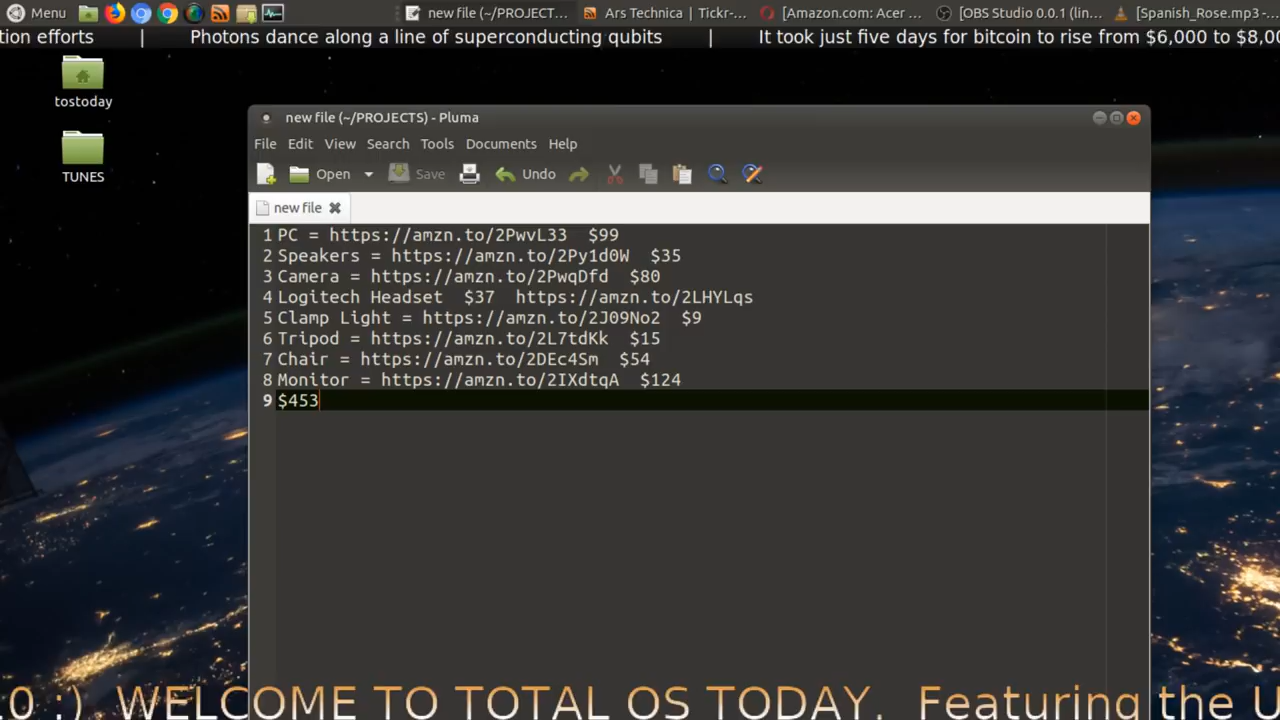 Menu
new file (~/PROJECT...
Ars Technica | Tickr-...
[Amazon.com: Acer ...
[OBS Studio 0.0.1 (lin...
[Spanish_Rose.mp3 -...
tion efforts | Photons dance along a line of superconducting qubits | It took just five days for bitcoin to rise from $6,000 to $8,00
tostoday
TUNES
new file (~/PROJECTS) - Pluma
File Edit View Search Tools Documents Help
Open Save Undo
new file
1 PC = https://amzn.to/2PwvL33  $99
2 Speakers = https://amzn.to/2Py1d0W  $35
3 Camera = https://amzn.to/2PwqDfd  $80
4 Logitech Headset  $37  https://amzn.to/2LHYLqs
5 Clamp Light = https://amzn.to/2J09No2  $9
6 Tripod = https://amzn.to/2L7tdKk  $15
7 Chair = https://amzn.to/2DEc4Sm  $54
8 Monitor = https://amzn.to/2IXdtqA  $124
9 $453
.0 :)  WELCOME TO TOTAL OS TODAY.  Featuring the U